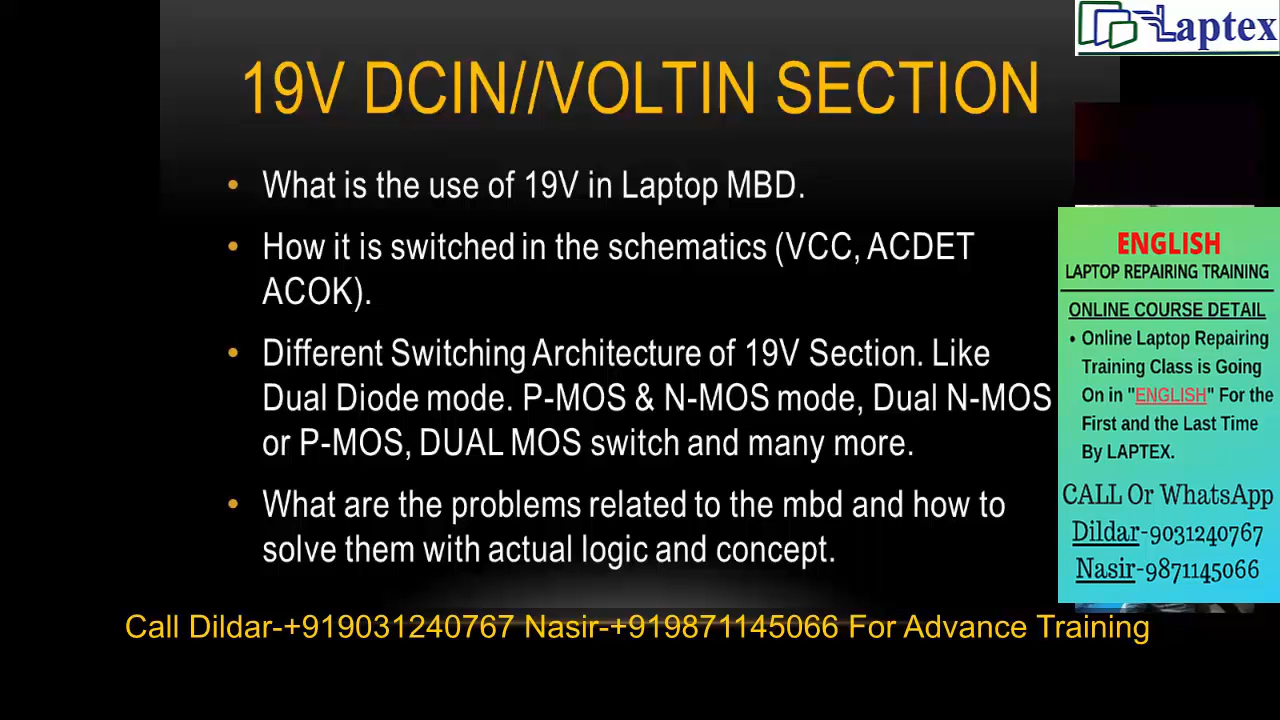 Laptex
19V DCIN//VOLTIN SECTION
• What is the use of 19V in Laptop MBD.
• How it is switched in the schematics (VCC, ACDET
ACOK).
• Different Switching Architecture of 19V Section. Like
Dual Diode mode. P-MOS & N-MOS mode, Dual N-MOS
or P-MOS, DUAL MOS switch and many more.
• What are the problems related to the mbd and how to
solve them with actual logic and concept.
ENGLISH
LAPTOP REPAIRING TRAINING
ONLINE COURSE DETAIL
• Online Laptop Repairing
Training Class is Going
On in "ENGLISH" For the
First and the Last Time
By LAPTEX.
CALL Or WhatsApp
Dildar-9031240767
Nasir-9871145066
Call Dildar-+919031240767 Nasir-+919871145066 For Advance Training